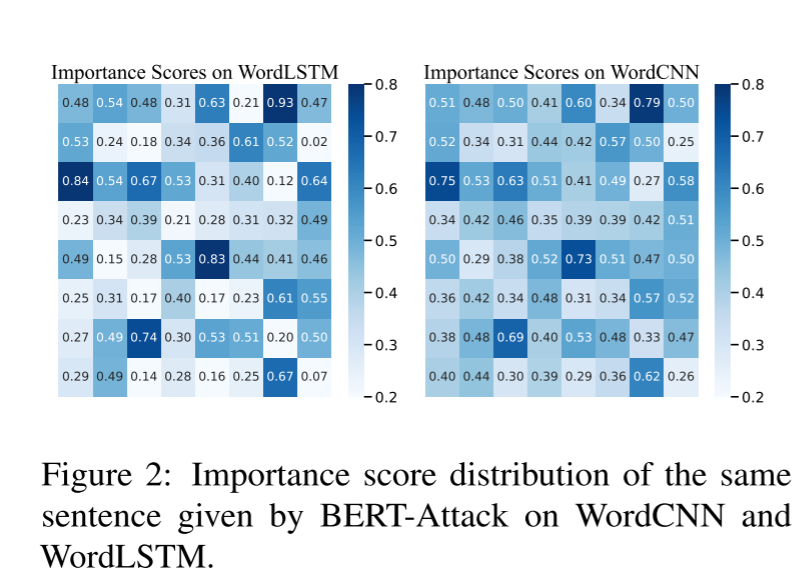 Importance Scores on WordLSTM
0.48 0.54 0.48 0.31 0.63 0.21 0.93 0.47
0.53 0.24 0.18 0.34 0.36 0.61 0.52 0.02
0.84 0.54 0.67 0.53 0.31 0.40 0.12 0.64
0.23 0.34 0.39 0.21 0.28 0.31 0.32 0.49
0.49 0.15 0.28 0.53 0.83 0.44 0.41 0.46
0.25 0.31 0.17 0.40 0.17 0.23 0.61 0.55
0.27 0.49 0.74 0.30 0.53 0.51 0.20 0.50
0.29 0.49 0.14 0.28 0.16 0.25 0.67 0.07
0.8
0.7
0.6
0.5
0.4
0.3
0.2
Importance Scores on WordCNN
0.51 0.48 0.50 0.41 0.60 0.34 0.79 0.50
0.52 0.34 0.31 0.44 0.42 0.57 0.50 0.25
0.75 0.53 0.63 0.51 0.41 0.49 0.27 0.58
0.34 0.42 0.46 0.35 0.39 0.39 0.42 0.51
0.50 0.29 0.38 0.52 0.73 0.51 0.47 0.50
0.36 0.42 0.34 0.48 0.31 0.34 0.57 0.52
0.38 0.48 0.69 0.40 0.53 0.48 0.33 0.47
0.40 0.44 0.30 0.39 0.29 0.36 0.62 0.26
0.8
0.7
0.6
0.5
0.4
0.3
0.2
Figure 2: Importance score distribution of the same
sentence given by BERT-Attack on WordCNN and
WordLSTM.